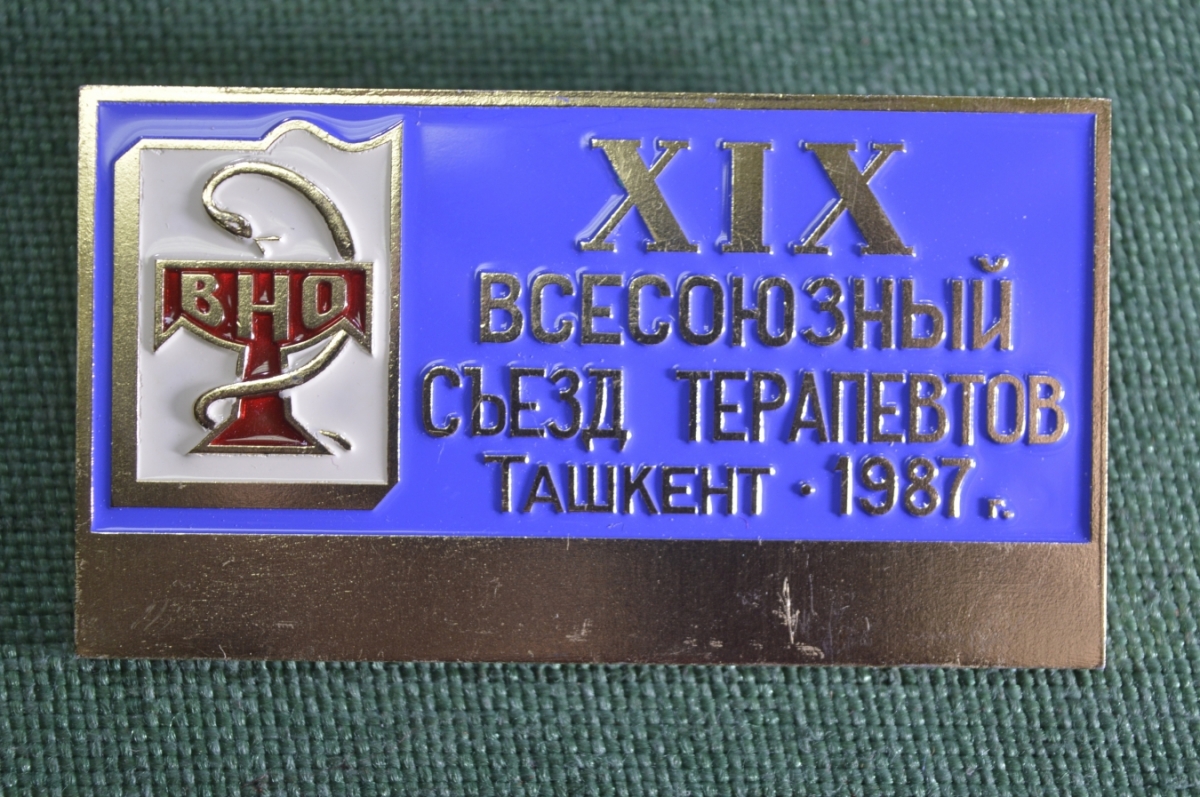 ВНО
XIX
ВСЕСОЮЗНЫЙ
СЪЕЗД ТЕРАПЕВТОВ
ТАШКЕНТ · 1987 г.